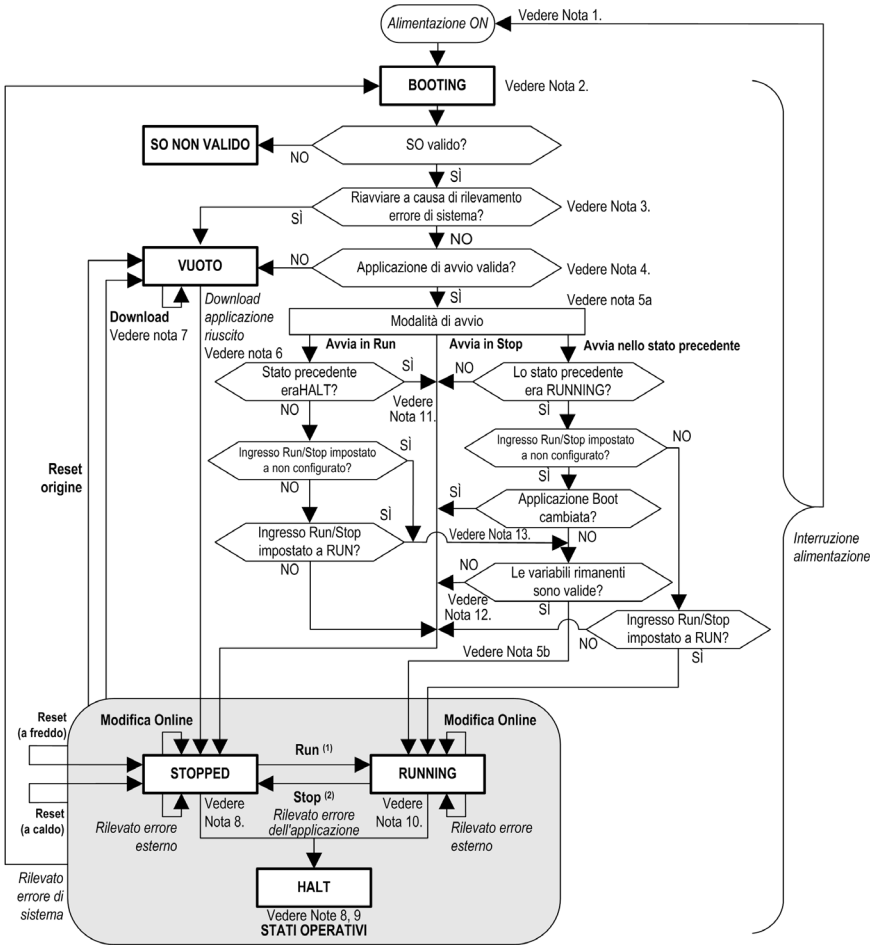 Alimentazione ON
Vedere Nota 1.
BOOTING
Vedere Nota 2.
SO NON VALIDO
NO
SO valido?
SÌ
Riavviare a causa di rilevamento
errore di sistema?
Vedere Nota 3.
SÌ
NO
VUOTO
NO
Applicazione di avvio valida?
Vedere Nota 4.
SÌ
Vedere nota 5a
Download
Vedere nota 7
Download
applicazione
riuscito
Vedere nota 6
Modalità di avvio
Avvia in Run
Avvia in Stop
Avvia nello stato precedente
Stato precedente
eraHALT?
SÌ
NO
NO
Lo stato precedente
era RUNNING?
SÌ
Vedere
Nota 11.
Ingresso Run/Stop impostato
a non configurato?
SÌ
NO
Ingresso Run/Stop impostato
a non configurato?
NO
SÌ
Reset
origine
SÌ
Applicazione Boot
cambiata?
NO
Ingresso Run/Stop
impostato a RUN?
SÌ
NO
Vedere Nota 13.
Interruzione
alimentazione
NO
Le variabili rimanenti
sono valide?
SÌ
Vedere
Nota 12.
Ingresso Run/Stop
impostato a RUN?
NO
SÌ
Vedere Nota 5b
Reset
(a freddo)
Modifica Online
Modifica Online
STOPPED
Run (1)
RUNNING
Stop (2)
Reset
(a caldo)
Rilevato errore
esterno
Vedere
Nota 8.
Rilevato errore
dell'applicazione
Vedere
Nota 10.
Rilevato errore
esterno
Rilevato
errore di
sistema
HALT
Vedere Note 8, 9
STATI OPERATIVI